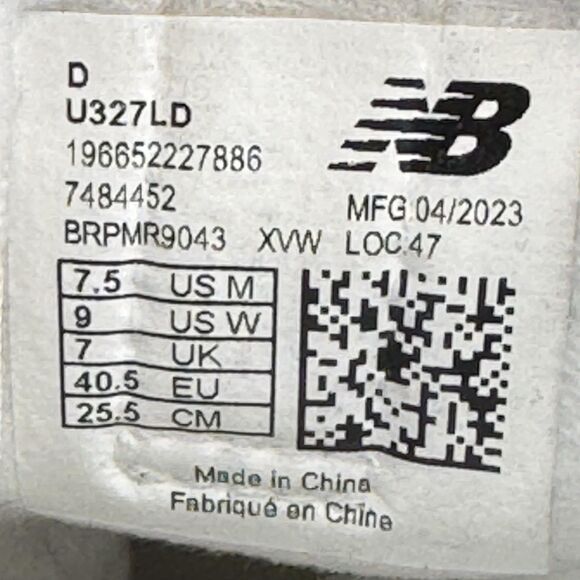 D
U327LD
196652227886
7484452
BRPMR9043 XVW
NB
MFG:04/2023
LOC:47
7.5 US M
9 US W
7 UK
40.5 EU
25.5 CM
Made in China
Fabriqué en Chine